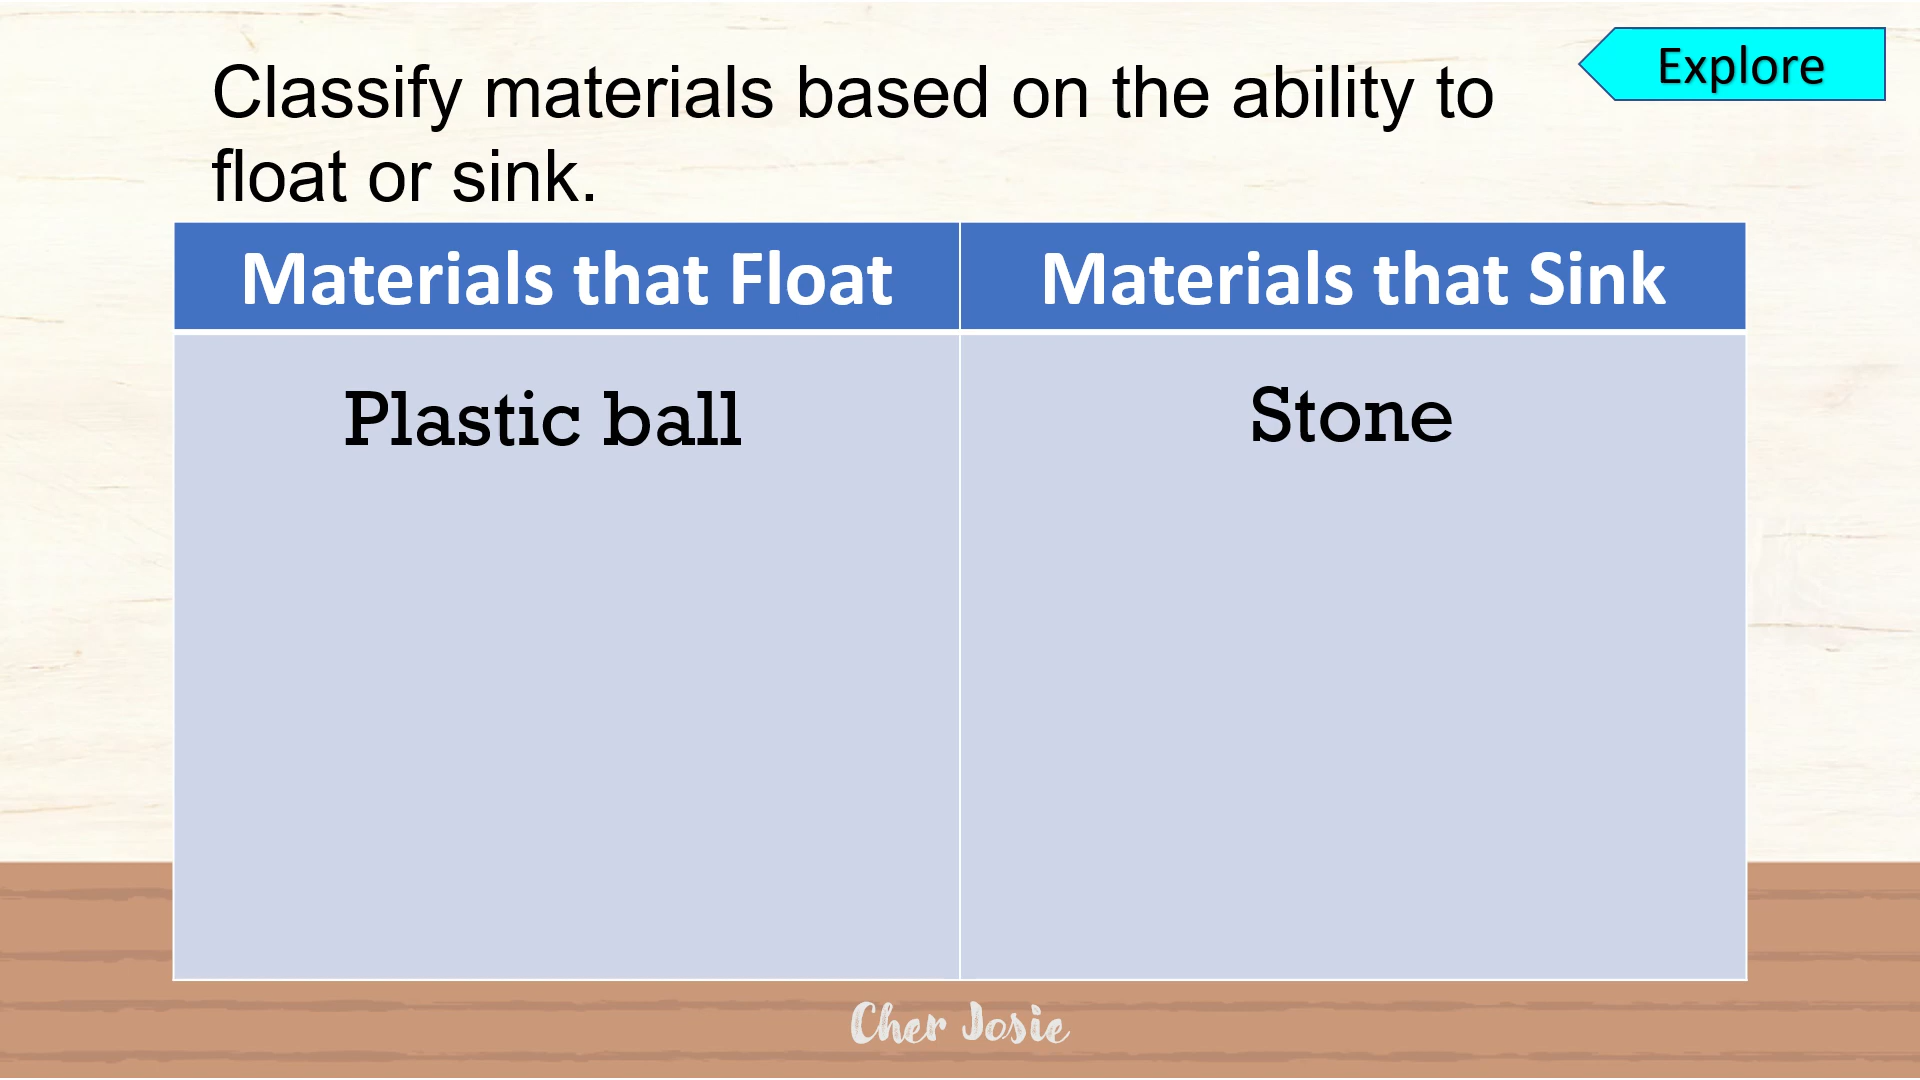 Explore
Classify materials based on the ability to
float or sink.
Materials that Float
Materials that Sink
Plastic ball
Stone
Cher Josie